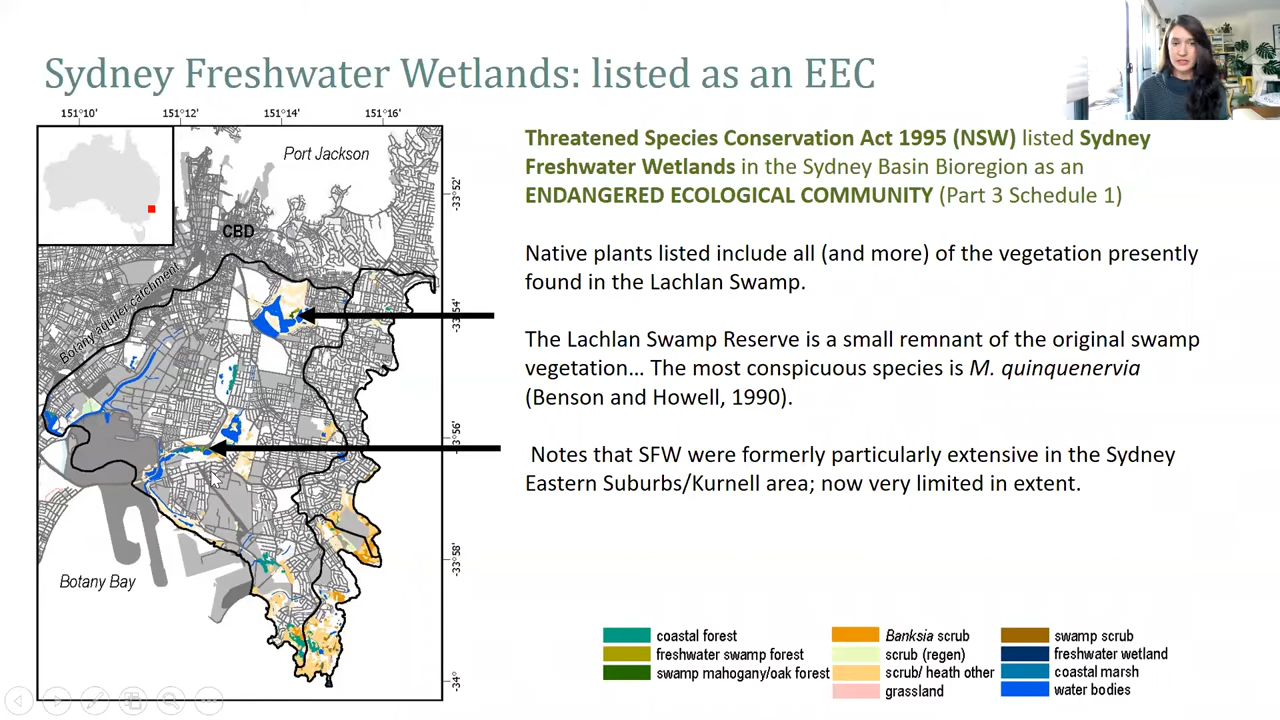 Sydney Freshwater Wetlands: listed as an EEC
151°10' 151°12' 151°14' 151°16'
Port Jackson
-33°52'
CBD
Botany aquifer catchment
-33°54'
-33°56'
-33°58'
Botany Bay
-34°
Threatened Species Conservation Act 1995 (NSW) listed Sydney
Freshwater Wetlands in the Sydney Basin Bioregion as an
ENDANGERED ECOLOGICAL COMMUNITY (Part 3 Schedule 1)
Native plants listed include all (and more) of the vegetation presently
found in the Lachlan Swamp.
The Lachlan Swamp Reserve is a small remnant of the original swamp
vegetation... The most conspicuous species is M. quinquenervia
(Benson and Howell, 1990).
Notes that SFW were formerly particularly extensive in the Sydney
Eastern Suburbs/Kurnell area; now very limited in extent.
coastal forest
freshwater swamp forest
swamp mahogany/oak forest
Banksia scrub
scrub (regen)
scrub/ heath other
grassland
swamp scrub
freshwater wetland
coastal marsh
water bodies